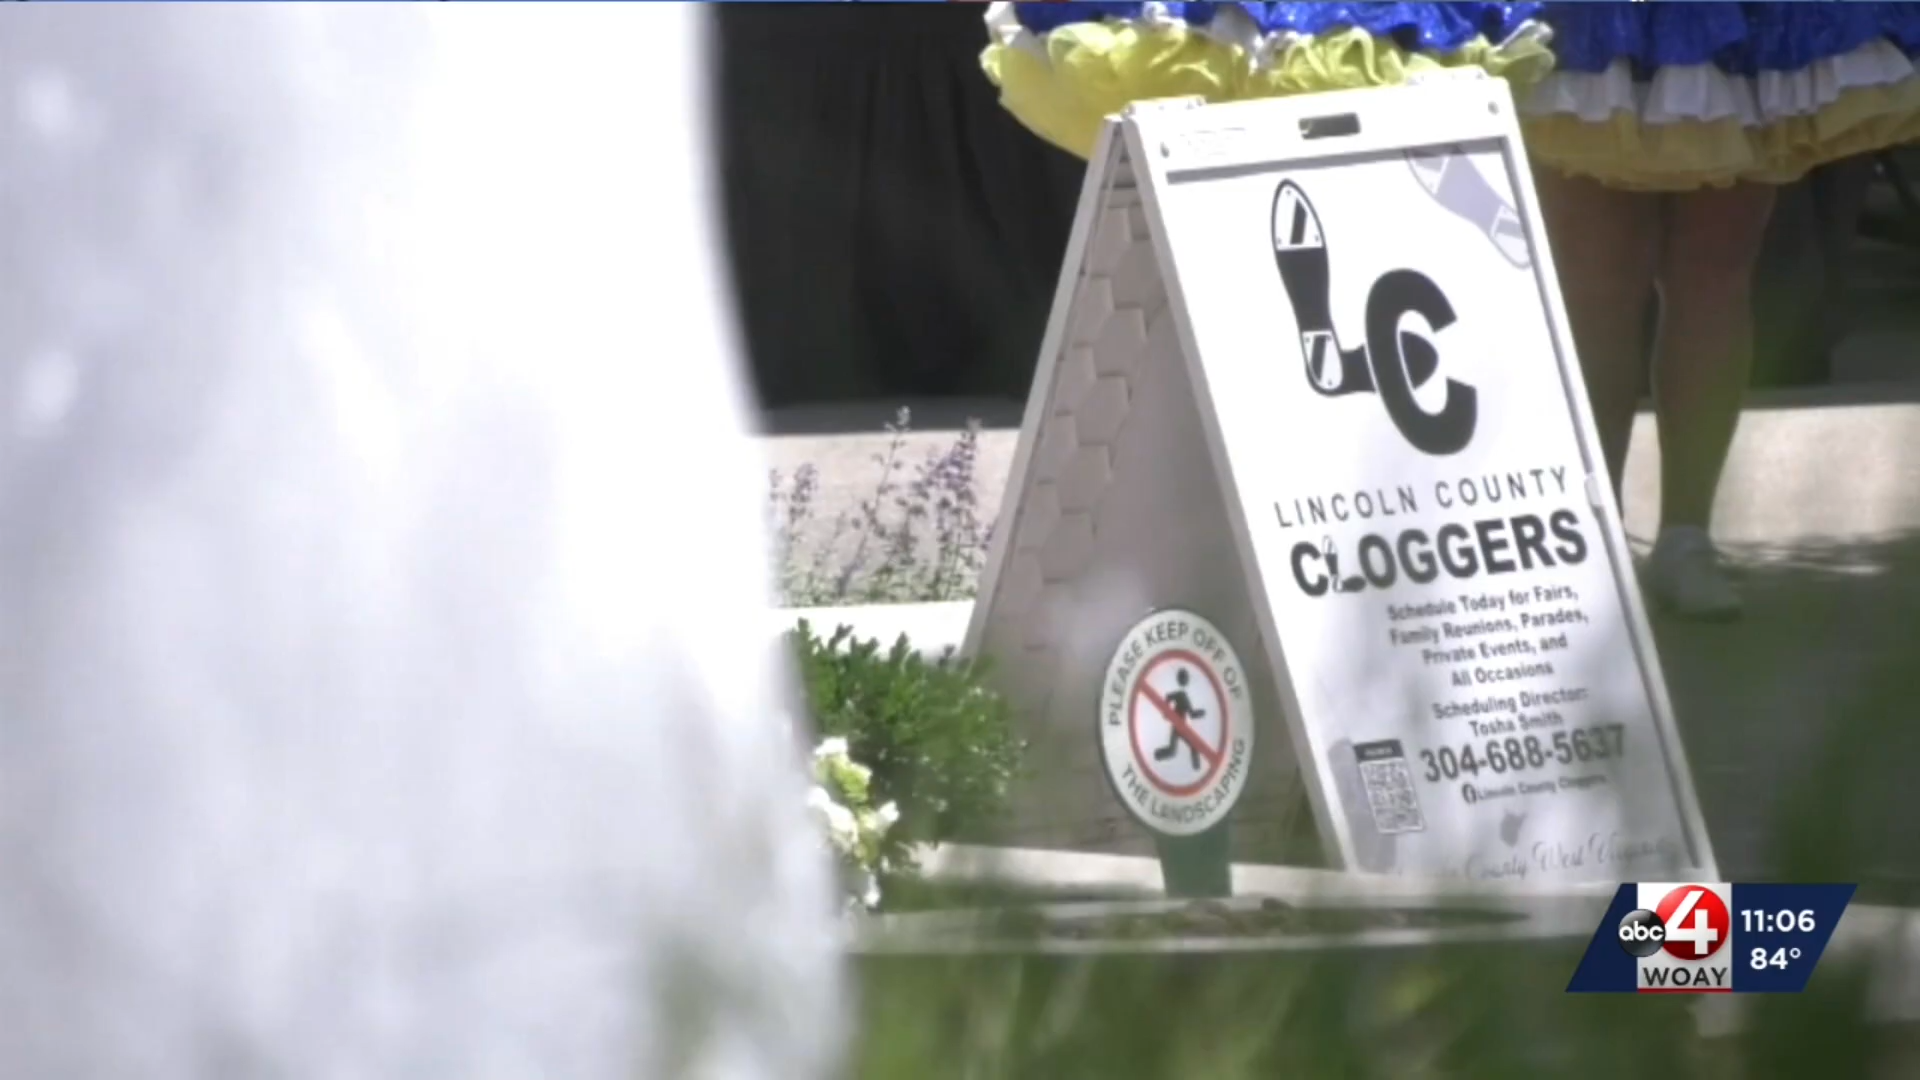 LC
LINCOLN COUNTY
CLOGGERS
Schedule Today for Fairs,
Family Reunions, Parades,
Private Events, and
All Occasions
Scheduling Director:
Tosha Smith
304-688-5637
Lincoln County Cloggers
County West
PLEASE KEEP OFF OF
THE LANDSCAPING
abc 4
WOAY
11:06
84°